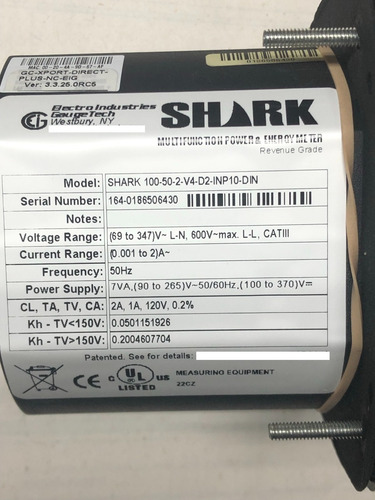 MAC: 00-20-4A-90-57-AF
GC-XPORT-DIRECT-
PLUS-NC-EIG
Ver: 3.3.26.0RC5
EIG
Electro Industries
GaugeTech
Westbury, NY
SHARK
MULTIFUNCTION POWER & ENERGY METER
Revenue Grade
Model: SHARK 100-50-2-V4-D2-INP10-DIN
Serial Number: 164-0186506430
Notes:
Voltage Range: (69 to 347)V~ L-N, 600V~max. L-L, CATIII
Current Range: (0.001 to 2)A~
Frequency: 50Hz
Power Supply: 7VA,(90 to 265)V~50/60Hz,(100 to 370)V⎓
CL, TA, TV, CA: 2A, 1A, 120V, 0.2%
Kh - TV<150V: 0.0501151926
Kh - TV>150V: 0.2004607704
Patented. See for details:
CE
c UL us
LISTED
MEASURING EQUIPMENT
22CZ